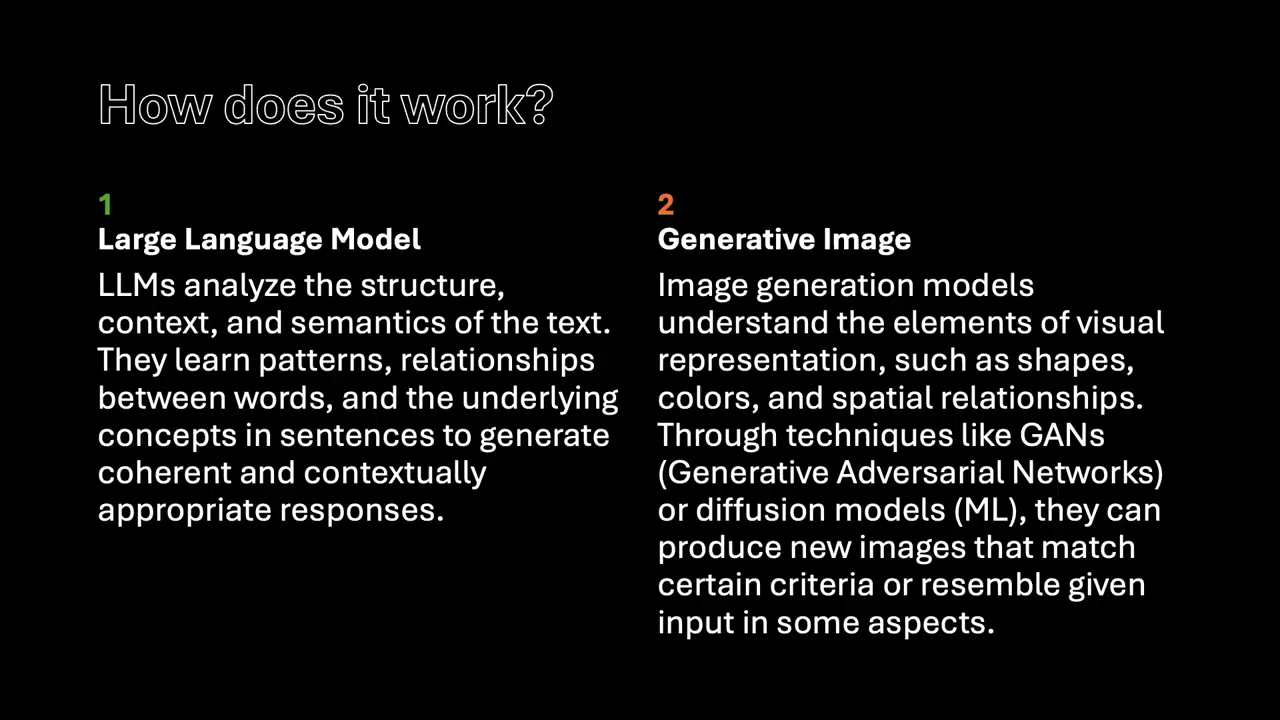 How does it work?
1
Large Language Model
LLMs analyze the structure,
context, and semantics of the text.
They learn patterns, relationships
between words, and the underlying
concepts in sentences to generate
coherent and contextually
appropriate responses.
2
Generative Image
Image generation models
understand the elements of visual
representation, such as shapes,
colors, and spatial relationships.
Through techniques like GANs
(Generative Adversarial Networks)
or diffusion models (ML), they can
produce new images that match
certain criteria or resemble given
input in some aspects.